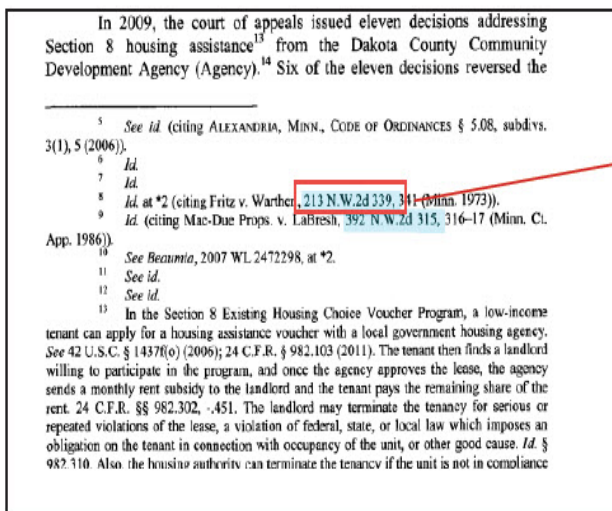 In 2009, the court of appeals issued eleven decisions addressing
Section 8 housing assistance13 from the Dakota County Community
Development Agency (Agency).14 Six of the eleven decisions reversed the
5 See id. (citing ALEXANDRIA, MINN., CODE OF ORDINANCES § 5.08, subdivs.
3(1), 5 (2006)).
6 Id.
7 Id.
8 Id. at *2 (citing Fritz v. Warthen, 213 N.W.2d 339, 341 (Minn. 1973)).
9 Id. (citing Mac-Due Props. v. LaBresh, 392 N.W.2d 315, 316–17 (Minn. Ct.
App. 1986)).
10 See Beaumia, 2007 WL 2472298, at *2.
11 See id.
12 See id.
13 In the Section 8 Existing Housing Choice Voucher Program, a low-income
tenant can apply for a housing assistance voucher with a local government housing agency.
See 42 U.S.C. § 1437f(o) (2006); 24 C.F.R. § 982.103 (2011). The tenant then finds a landlord
willing to participate in the program, and once the agency approves the lease, the agency
sends a monthly rent subsidy to the landlord and the tenant pays the remaining share of the
rent. 24 C.F.R. §§ 982.302, -.451. The landlord may terminate the tenancy for serious or
repeated violations of the lease, a violation of federal, state, or local law which imposes an
obligation on the tenant in connection with occupancy of the unit, or other good cause. Id. §
982.310. Also, the housing authority can terminate the tenancy if the unit is not in compliance